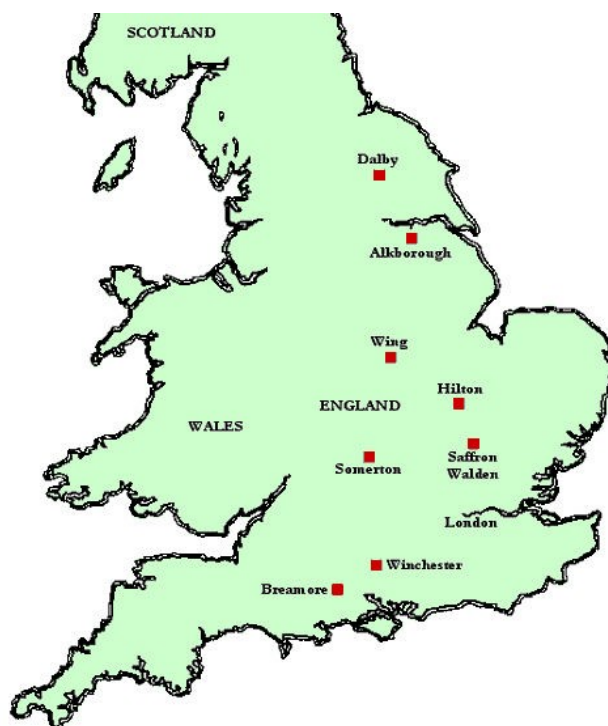 SCOTLAND
Dalby
Alkborough
Wing
Hilton
ENGLAND
WALES
Saffron
Walden
Somerton
London
Winchester
Breamore